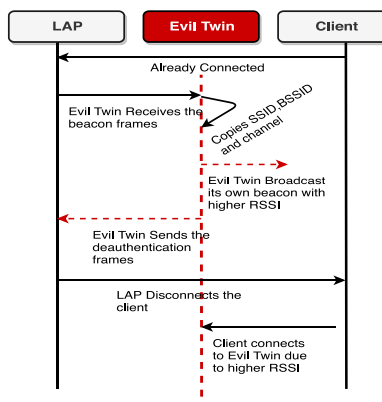 LAP
Evil Twin
Client
Already Connected
Evil Twin Receives the
beacon frames
Copies SSID,BSSID
and channel
Evil Twin Broadcast
its own beacon with
higher RSSI
Evil Twin Sends the
deauthentication
frames
LAP Disconnects the
client
Client connects
to Evil Twin due
to higher RSSI